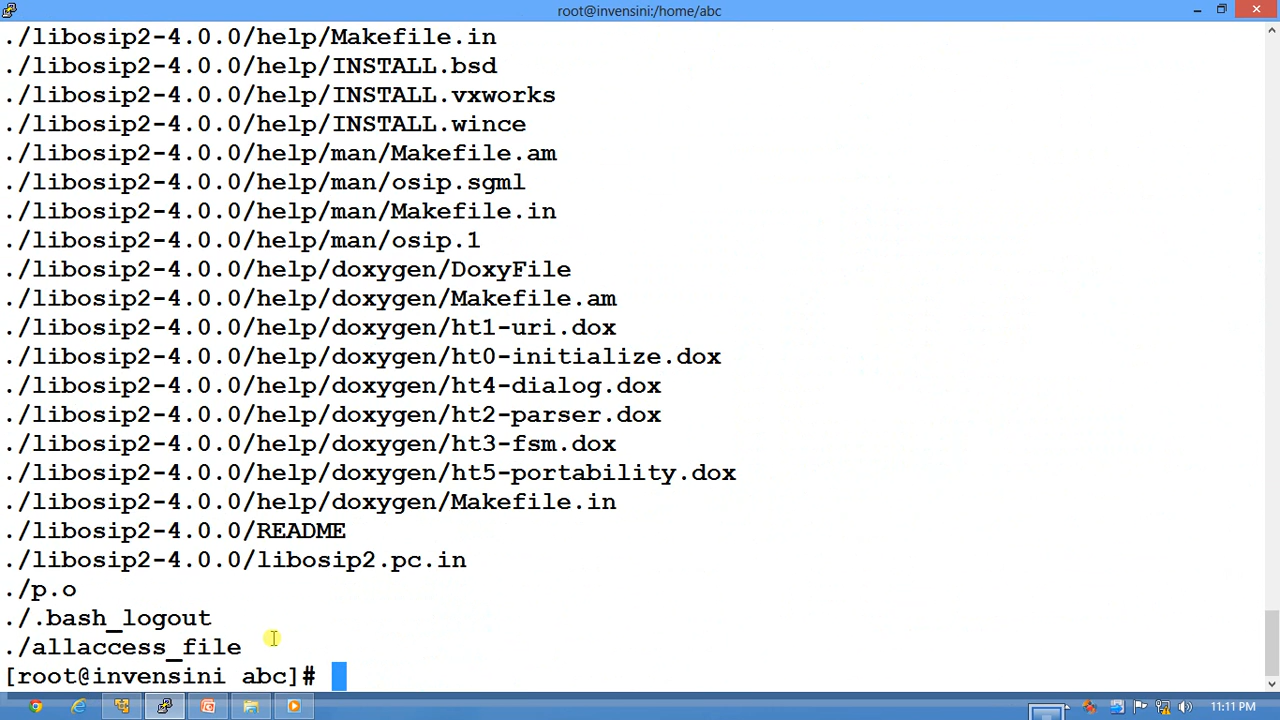 root@invensini:/home/abc
./libosip2-4.0.0/help/Makefile.in
./libosip2-4.0.0/help/INSTALL.bsd
./libosip2-4.0.0/help/INSTALL.vxworks
./libosip2-4.0.0/help/INSTALL.wince
./libosip2-4.0.0/help/man/Makefile.am
./libosip2-4.0.0/help/man/osip.sgml
./libosip2-4.0.0/help/man/Makefile.in
./libosip2-4.0.0/help/man/osip.1
./libosip2-4.0.0/help/doxygen/DoxyFile
./libosip2-4.0.0/help/doxygen/Makefile.am
./libosip2-4.0.0/help/doxygen/ht1-uri.dox
./libosip2-4.0.0/help/doxygen/ht0-initialize.dox
./libosip2-4.0.0/help/doxygen/ht4-dialog.dox
./libosip2-4.0.0/help/doxygen/ht2-parser.dox
./libosip2-4.0.0/help/doxygen/ht3-fsm.dox
./libosip2-4.0.0/help/doxygen/ht5-portability.dox
./libosip2-4.0.0/help/doxygen/Makefile.in
./libosip2-4.0.0/README
./libosip2-4.0.0/libosip2.pc.in
./p.o
./.bash_logout
./allaccess_file
[root@invensini abc]#
11:11 PM